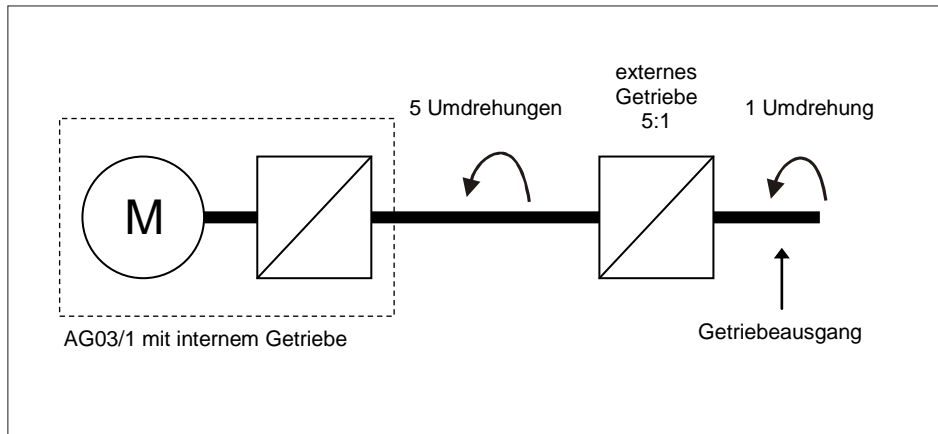 externes
Getriebe
5:1
5 Umdrehungen
1 Umdrehung
M
AG03/1 mit internem Getriebe
Getriebeausgang